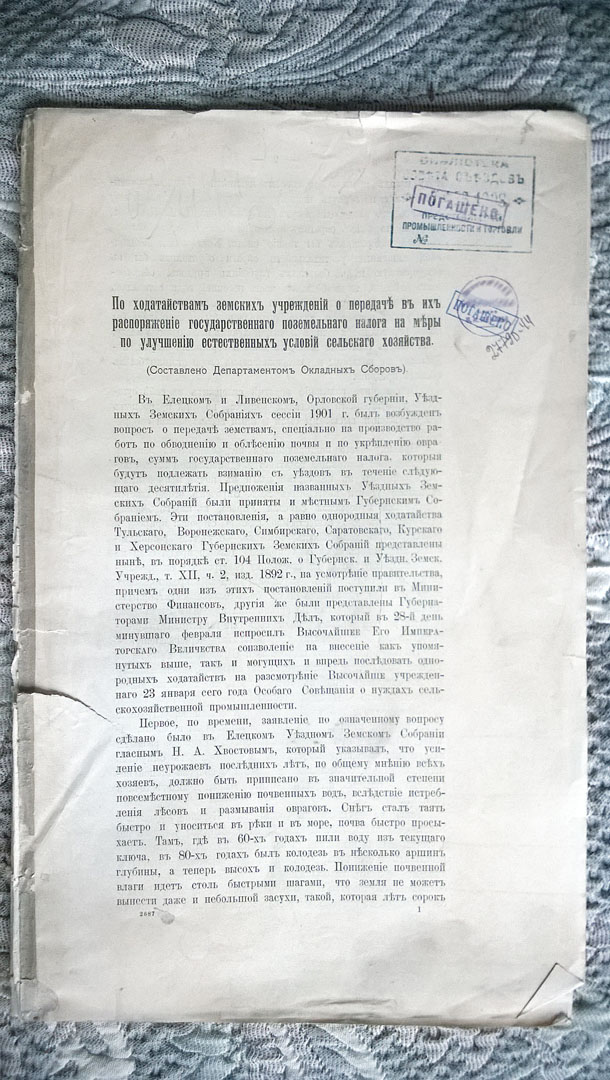 БИБЛІОТЕКА
СОВѢТА СЪѢЗДОВЪ
ПОГАШЕНО
ПРОМЫШЛЕННОСТИ И ТОРГОВЛИ
№
ПОГАШЕНО
По ходатайствамъ земскихъ учрежденій о передачѣ въ ихъ
распоряженіе государственнаго поземельнаго налога на мѣры
по улучшенію естественныхъ условій сельскаго хозяйства.
(Составлено Департаментомъ Окладныхъ Сборовъ).
Въ Елецкомъ и Ливенскомъ, Орловской губерніи, Уѣзд-
ныхъ Земскихъ Собраніяхъ сессіи 1901 г. былъ возбужденъ
вопросъ о передачѣ земствамъ, спеціально на производство ра-
ботъ по обводненію и облѣсенію почвы и по укрѣпленію овра-
говъ, суммъ государственнаго поземельнаго налога, которыя
будутъ подлежать взиманію съ уѣздовъ въ теченіе слѣдую-
щаго десятилѣтія. Предложенія названныхъ Уѣздныхъ Зем-
скихъ Собраній были приняты и мѣстнымъ Губернскимъ Со-
браніемъ. Эти постановленія, а равно однородныя ходатайства
Тульскаго, Воронежскаго, Симбирскаго, Саратовскаго, Курскаго
и Херсонскаго Губернскихъ Земскихъ Собраній представлены
нынѣ, въ порядкѣ ст. 104 Полож. о Губернск. и Уѣздн. Земск.
Учрежд., т. XII, ч. 2, изд. 1892 г., на усмотрѣніе правительства,
причемъ одни изъ этихъ постановленій поступили въ Мини-
стерство Финансовъ, другія же были представлены Губерна-
торами Министру Внутреннихъ Дѣлъ, который въ 28-й день
минувшаго февраля испросилъ Высочайшее Его Импера-
торскаго Величества соизволеніе на внесеніе какъ упомя-
нутыхъ выше, такъ и могущихъ и впредь послѣдовать одно-
родныхъ ходатайствъ на разсмотрѣніе Высочайше учрежден-
наго 23 января сего года Особаго Совѣщанія о нуждахъ сель-
скохозяйственной промышленности.
Первое, по времени, заявленіе по означенному вопросу
сдѣлано было въ Елецкомъ Уѣздномъ Земскомъ Собраніи
гласнымъ Н. А. Хвостовымъ, который указывалъ, что уси-
леніе неурожаевъ послѣднихъ лѣтъ, по общему мнѣнію всѣхъ
хозяевъ, должно быть приписано въ значительной степени
повсемѣстному пониженію почвенныхъ водъ, вслѣдствіе истреб-
ленія лѣсовъ и размыванія овраговъ. Снѣгъ сталъ таять
быстро и уноситься въ рѣки и въ море, почва быстро просы-
хаетъ. Тамъ, гдѣ въ 60-хъ годахъ пили воду изъ текущаго
ключа, въ 80-хъ годахъ былъ колодезь въ нѣсколько аршинъ
глубины, а теперь высохъ и колодезь. Пониженіе почвенной
влаги идетъ столь быстрыми шагами, что земля не можетъ
вынести даже и небольшой засухи, такой, которая лѣтъ сорокъ
2867 1